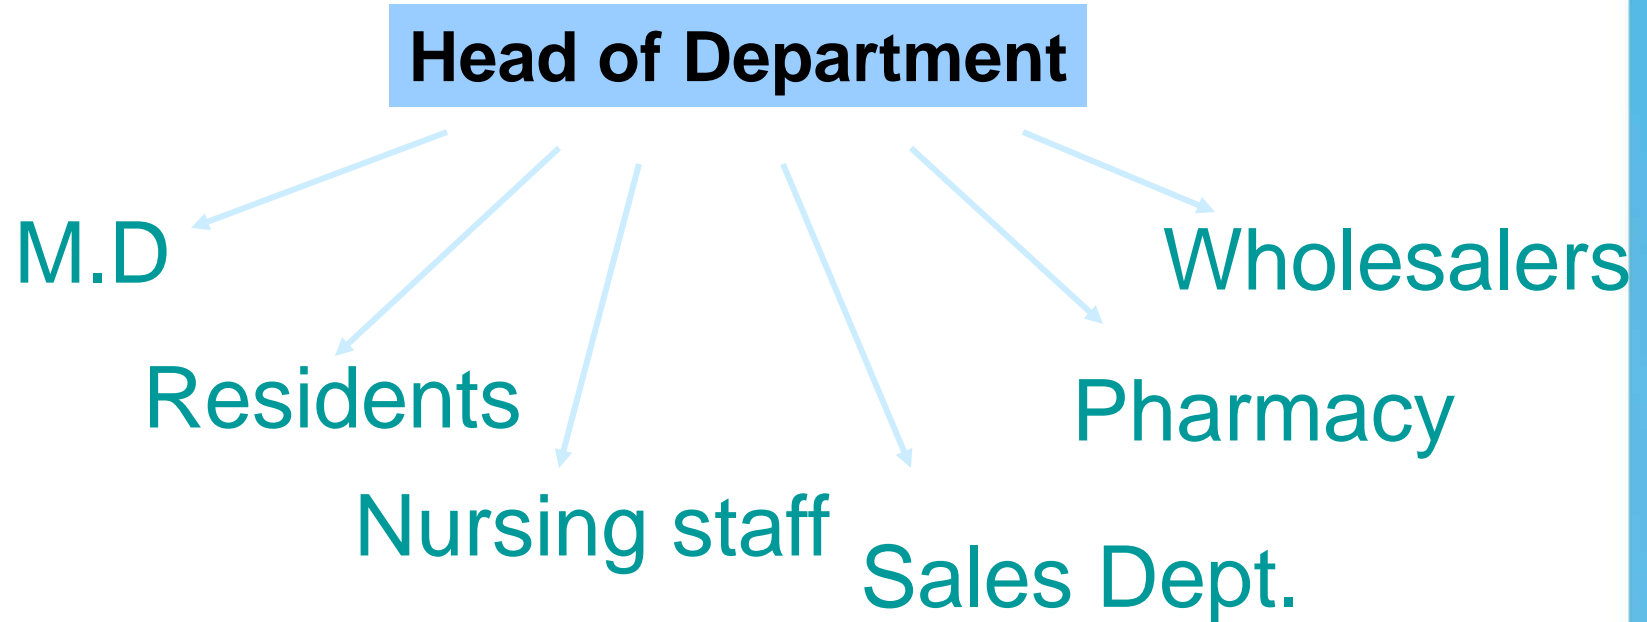 Head of Department
M.D
Wholesalers
Residents
Pharmacy
Nursing staff
Sales Dept.